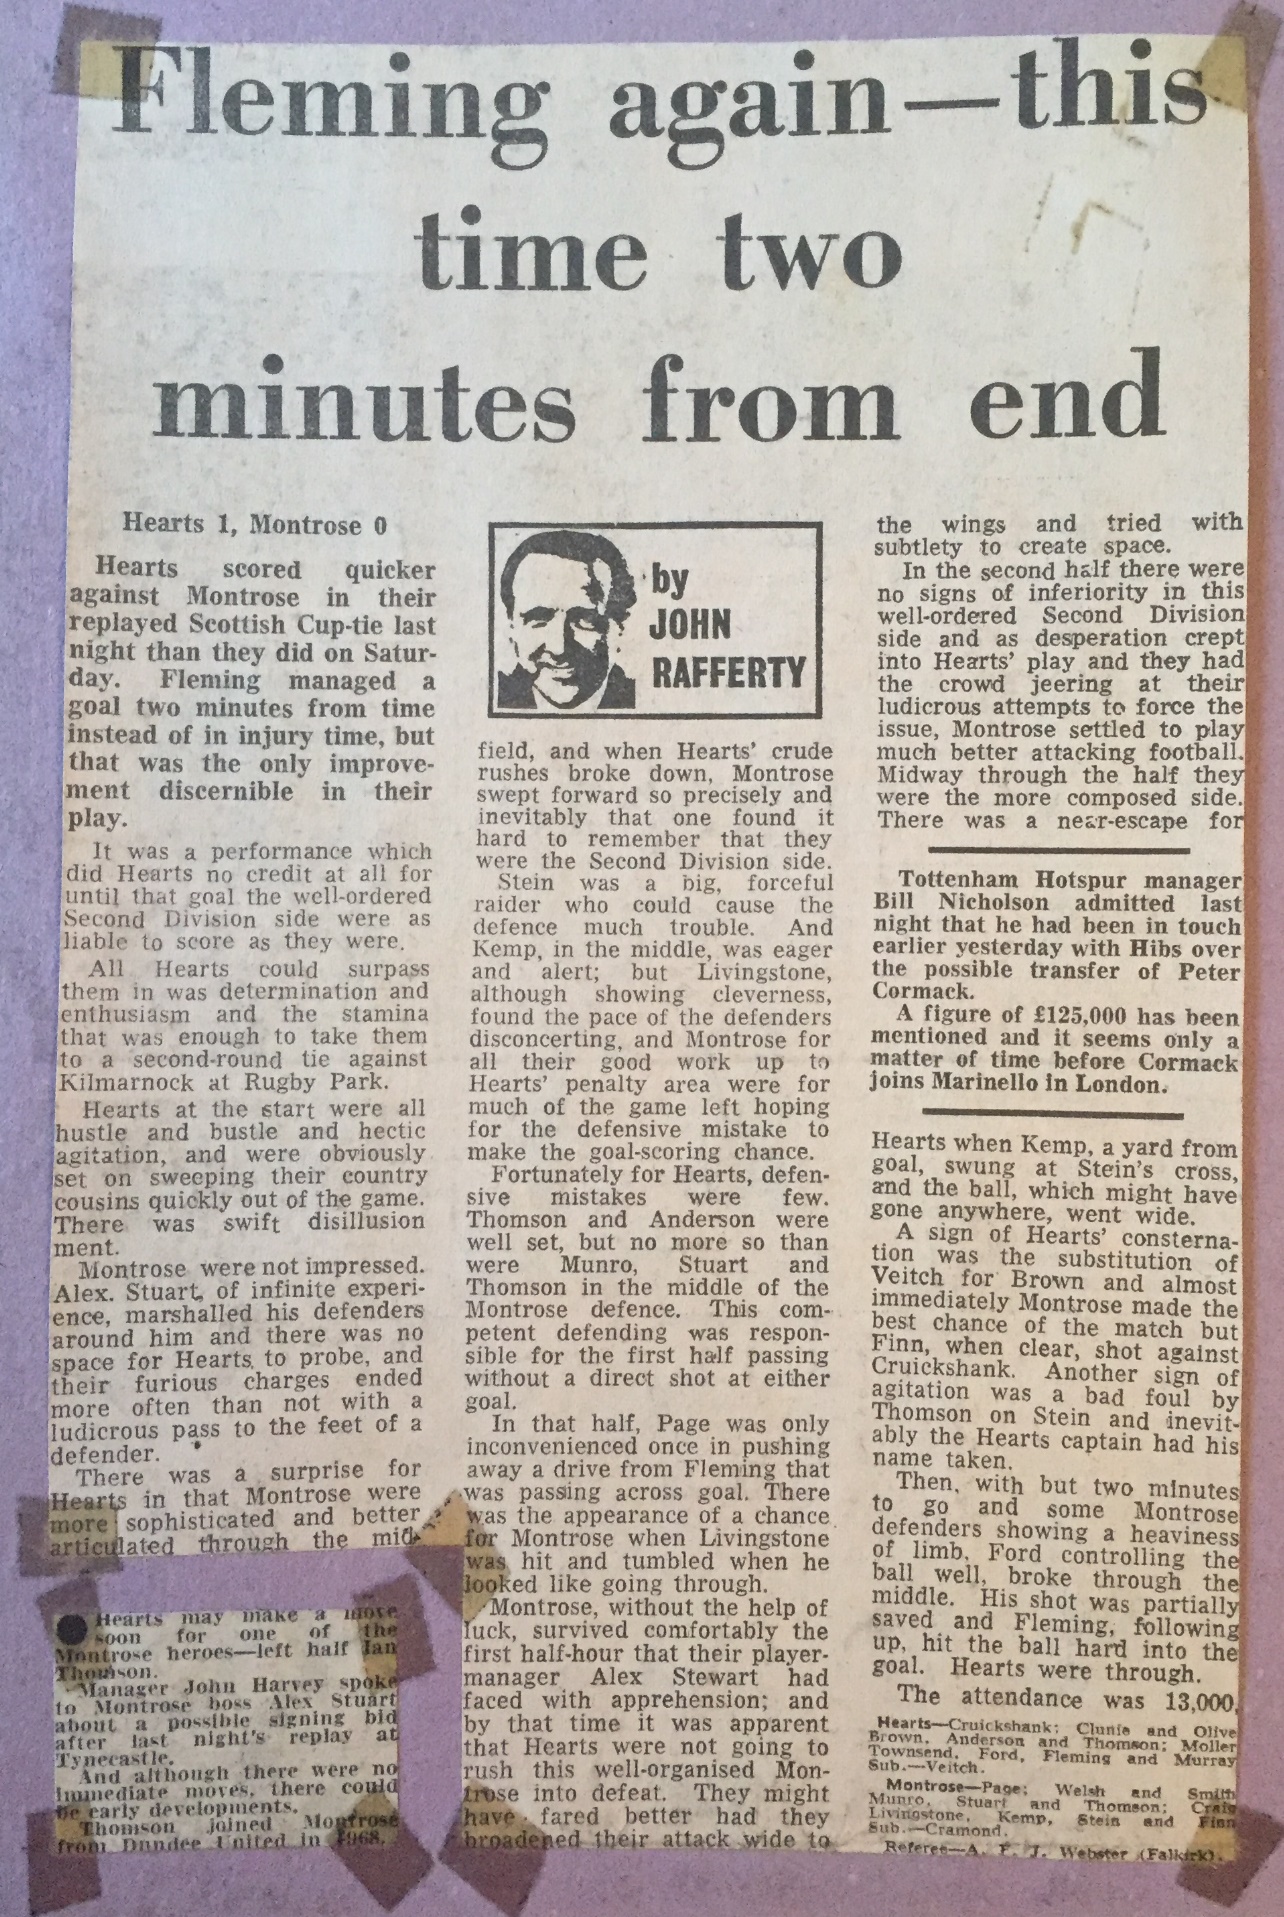 Fleming again—this
time two
minutes from end
Hearts 1, Montrose 0
Hearts scored quicker
against Montrose in their
replayed Scottish Cup-tie last
night than they did on Satur-
day. Fleming managed a
goal two minutes from time
instead of in injury time, but
that was the only improve-
ment discernible in their
play.
It was a performance which
did Hearts no credit at all for
until that goal the well-ordered
Second Division side were as
liable to score as they were.
All Hearts could surpass
them in was determination and
enthusiasm and the stamina
that was enough to take them
to a second-round tie against
Kilmarnock at Rugby Park.
Hearts at the start were all
hustle and bustle and hectic
agitation, and were obviously
set on sweeping their country
cousins quickly out of the game.
There was swift disillusion
ment.
Montrose were not impressed.
Alex. Stuart, of infinite experi-
ence, marshalled his defenders
around him and there was no
space for Hearts to probe, and
their furious charges ended
more often than not with a
ludicrous pass to the feet of a
defender.
There was a surprise for
Hearts in that Montrose were
more sophisticated and better
articulated through the mid-
by
JOHN
RAFFERTY
field, and when Hearts' crude
rushes broke down, Montrose
swept forward so precisely and
inevitably that one found it
hard to remember that they
were the Second Division side.
Stein was a big, forceful
raider who could cause the
defence much trouble. And
Kemp, in the middle, was eager
and alert; but Livingstone,
although showing cleverness,
found the pace of the defenders
disconcerting, and Montrose for
all their good work up to
Hearts' penalty area were for
much of the game left hoping
for the defensive mistake to
make the goal-scoring chance.
Fortunately for Hearts, defen-
sive mistakes were few.
Thomson and Anderson were
well set, but no more so than
were Munro, Stuart and
Thomson in the middle of the
Montrose defence. This com-
petent defending was respon-
sible for the first half passing
without a direct shot at either
goal.
In that half, Page was only
inconvenienced once in pushing
away a drive from Fleming that
was passing across goal. There
was the appearance of a chance
for Montrose when Livingstone
was hit and tumbled when he
looked like going through.
Montrose, without the help of
luck, survived comfortably the
first half-hour that their player-
manager Alex Stewart had
faced with apprehension; and
by that time it was apparent
that Hearts were not going to
rush this well-organised Mon-
trose into defeat. They might
have fared better had they
broadened their attack wide to
the wings and tried with
subtlety to create space.
In the second half there were
no signs of inferiority in this
well-ordered Second Division
side and as desperation crept
into Hearts' play and they had
the crowd jeering at their
ludicrous attempts to force the
issue, Montrose settled to play
much better attacking football.
Midway through the half they
were the more composed side.
There was a near-escape for
Tottenham Hotspur manager
Bill Nicholson admitted last
night that he had been in touch
earlier yesterday with Hibs over
the possible transfer of Peter
Cormack.
A figure of £125,000 has been
mentioned and it seems only a
matter of time before Cormack
joins Marinello in London.
Hearts when Kemp, a yard from
goal, swung at Stein's cross,
and the ball, which might have
gone anywhere, went wide.
A sign of Hearts' consterna-
tion was the substitution of
Veitch for Brown and almost
immediately Montrose made the
best chance of the match but
Finn, when clear, shot against
Cruickshank. Another sign of
agitation was a bad foul by
Thomson on Stein and inevit-
ably the Hearts captain had his
name taken.
Then, with but two minutes
to go and some Montrose
defenders showing a heaviness
of limb, Ford controlling the
ball well, broke through the
middle. His shot was partially
saved and Fleming, following
up, hit the ball hard into the
goal. Hearts were through.
The attendance was 13,000.
Hearts—Cruickshank; Clunie and Olive
Brown, Anderson and Thomson; Moller
Townsend, Ford, Fleming and Murray
Sub.—Veitch.
Montrose—Page; Welsh and Smith
Munro, Stuart and Thomson; Craig
Livingstone, Kemp, Stein and Finn
Sub.—Cramond.
Referee—A. F. J. Webster (Falkirk).
Hearts may make a move
soon for one of the
Montrose heroes—left half Ian
Thomson.
Manager John Harvey spoke
to Montrose boss Alex Stuart
about a possible signing bid
after last night's replay at
Tynecastle.
And although there were no
immediate moves, there could
be early developments.
Thomson joined Montrose
from Dundee United in 1968.